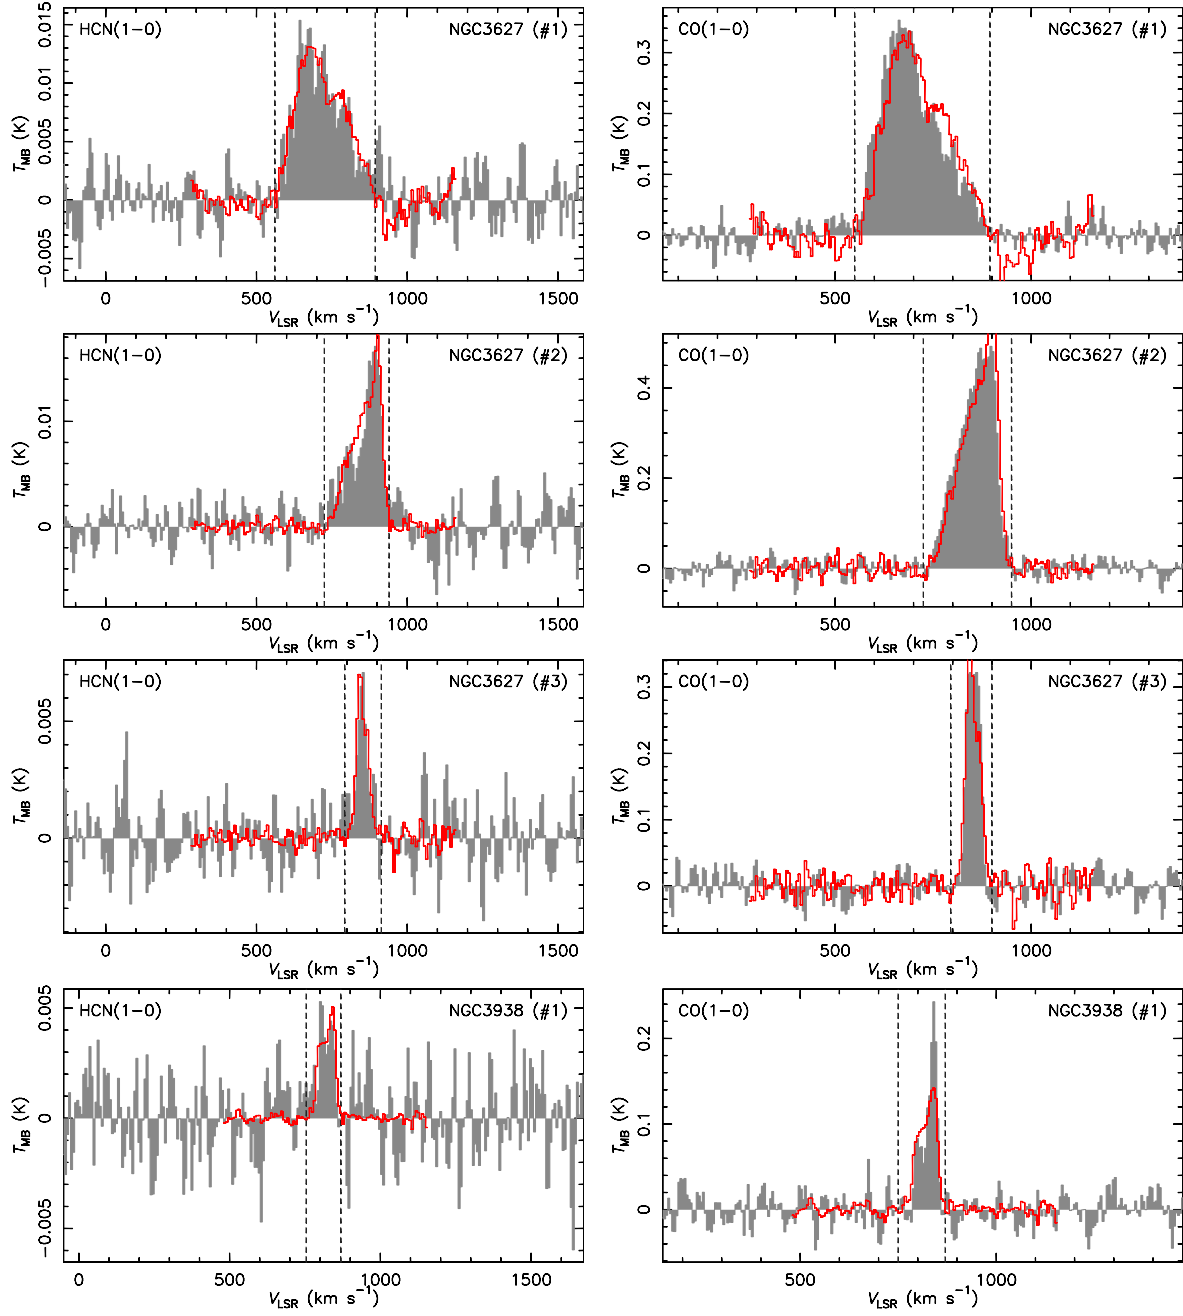 HCN(1−0) NGC3627 (#1)
T_MB (K)
0.015
0.01
0.005
0
−0.005
0 500 1000 1500
V_LSR (km s⁻¹)
CO(1−0) NGC3627 (#1)
T_MB (K)
0.3
0.2
0.1
0
500 1000
V_LSR (km s⁻¹)
HCN(1−0) NGC3627 (#2)
T_MB (K)
0.01
0
0 500 1000 1500
V_LSR (km s⁻¹)
CO(1−0) NGC3627 (#2)
T_MB (K)
0.4
0.2
0
500 1000
V_LSR (km s⁻¹)
HCN(1−0) NGC3627 (#3)
T_MB (K)
0.005
0
0 500 1000 1500
V_LSR (km s⁻¹)
CO(1−0) NGC3627 (#3)
T_MB (K)
0.3
0.2
0.1
0
500 1000
V_LSR (km s⁻¹)
HCN(1−0) NGC3938 (#1)
T_MB (K)
0.005
0
−0.005
0 500 1000 1500
V_LSR (km s⁻¹)
CO(1−0) NGC3938 (#1)
T_MB (K)
0.2
0.1
0
500 1000
V_LSR (km s⁻¹)